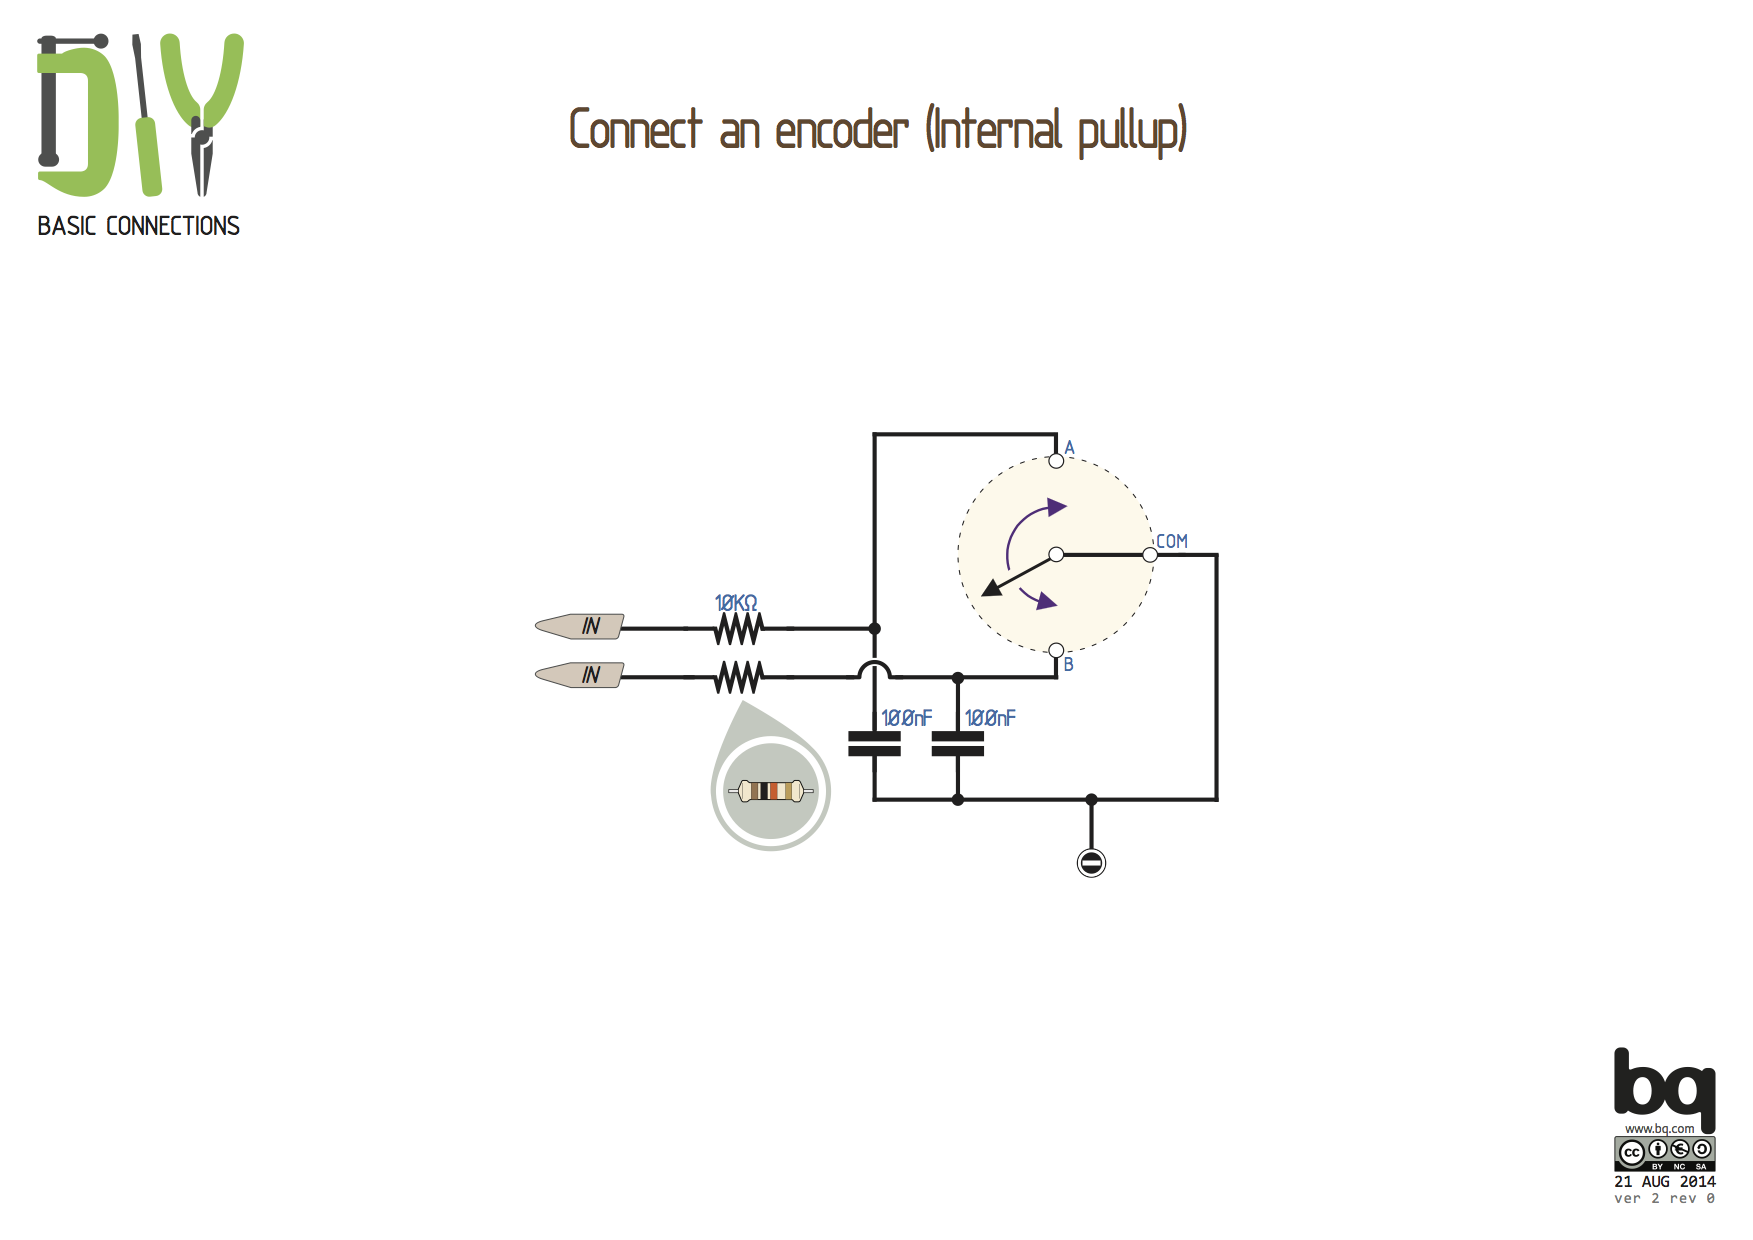 DIY
BASIC CONNECTIONS
Connect an encoder (Internal pullup)
A
COM
10KΩ
IN
IN
B
100nF 100nF
bq
www.bq.com
cc
BY NC SA
21 AUG 2014
ver 2 rev 0